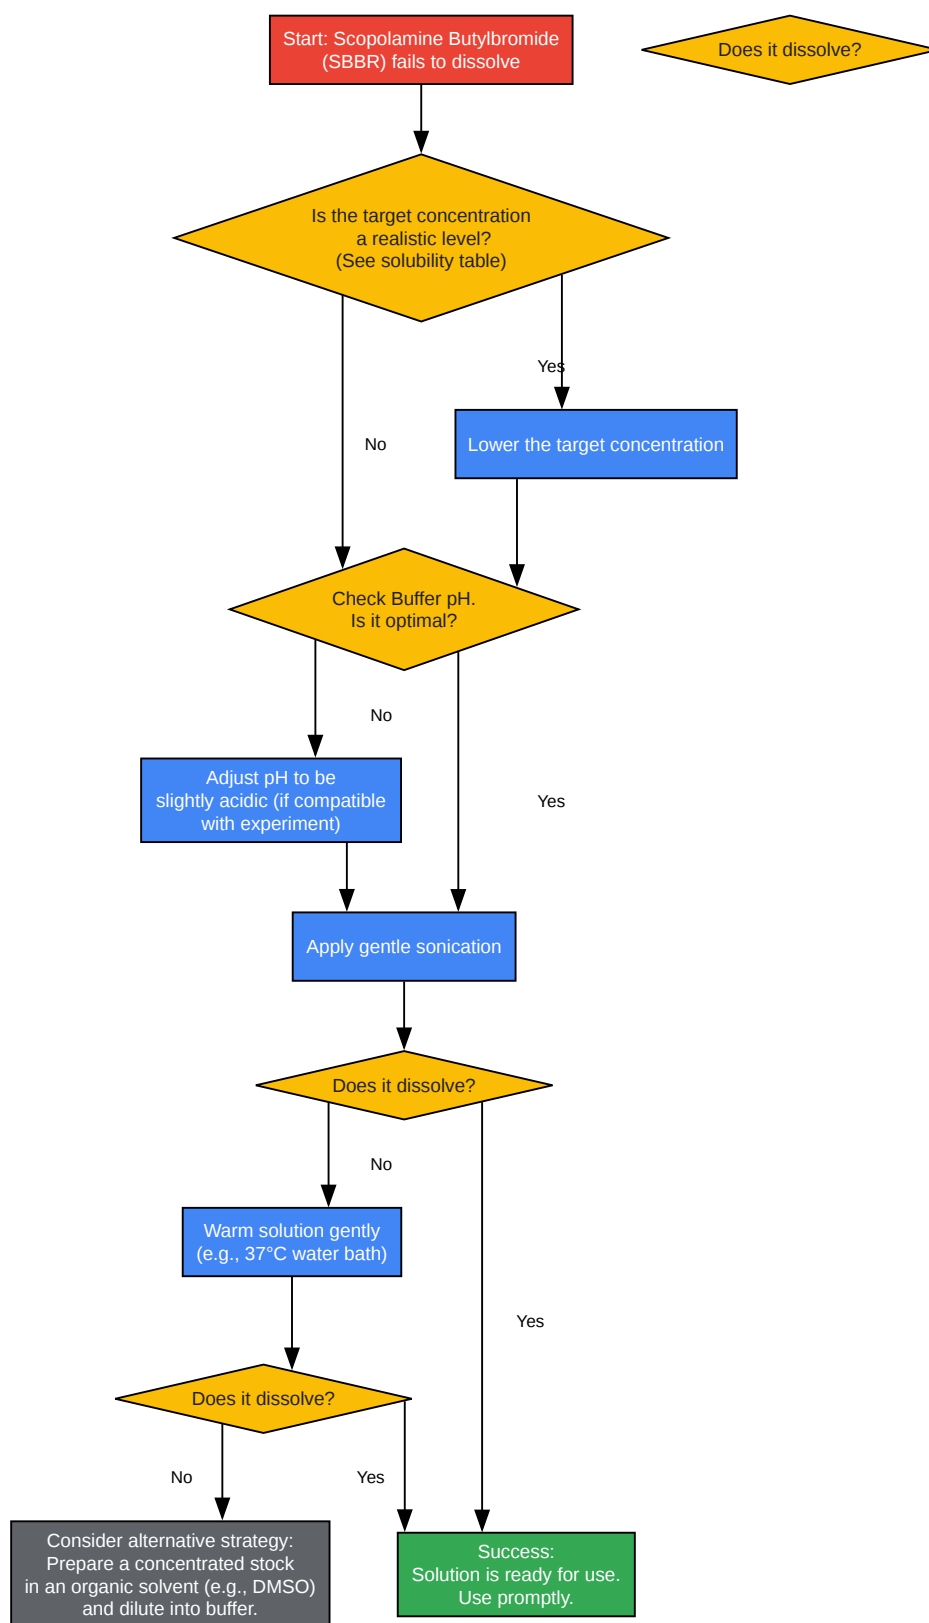 Start: Scopolamine Butylbromide
(SBBR) fails to dissolve
Does it dissolve?
Is the target concentration
a realistic level?
(See solubility table)
Yes
No
Lower the target concentration
Check Buffer pH.
Is it optimal?
No
Adjust pH to be
slightly acidic (if compatible
with experiment)
Yes
Apply gentle sonication
Does it dissolve?
No
Warm solution gently
(e.g., 37°C water bath)
Yes
Does it dissolve?
No
Yes
Consider alternative strategy:
Prepare a concentrated stock
in an organic solvent (e.g., DMSO)
and dilute into buffer.
Success:
Solution is ready for use.
Use promptly.